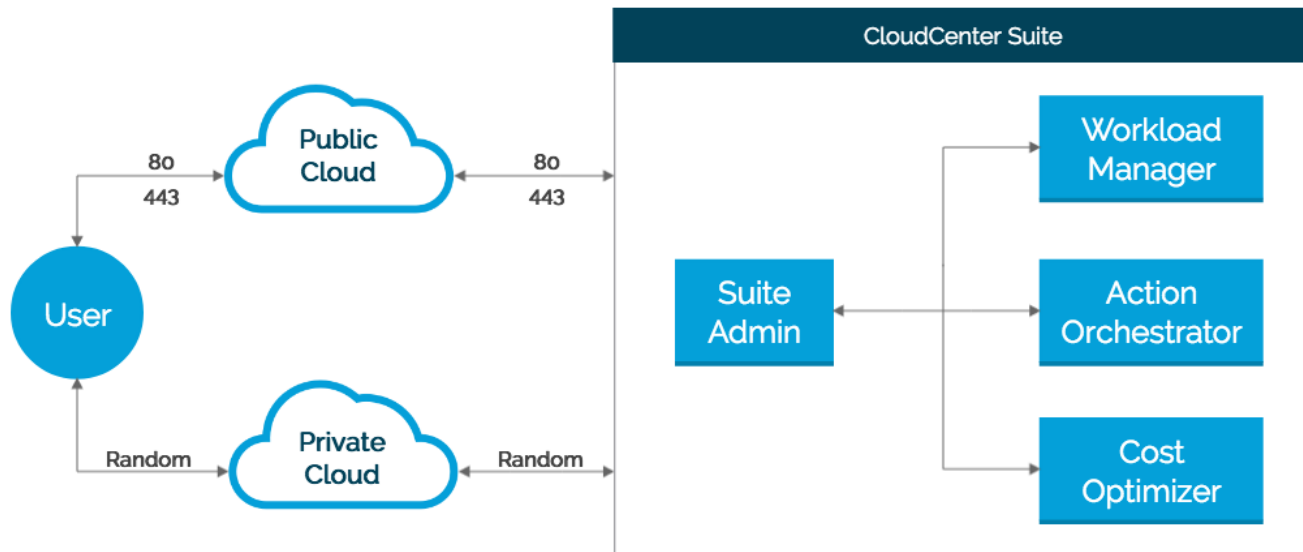 CloudCenter Suite
Public
Cloud
80
443
80
443
User
Random
Private
Cloud
Random
Suite
Admin
Workload
Manager
Action
Orchestrator
Cost
Optimizer